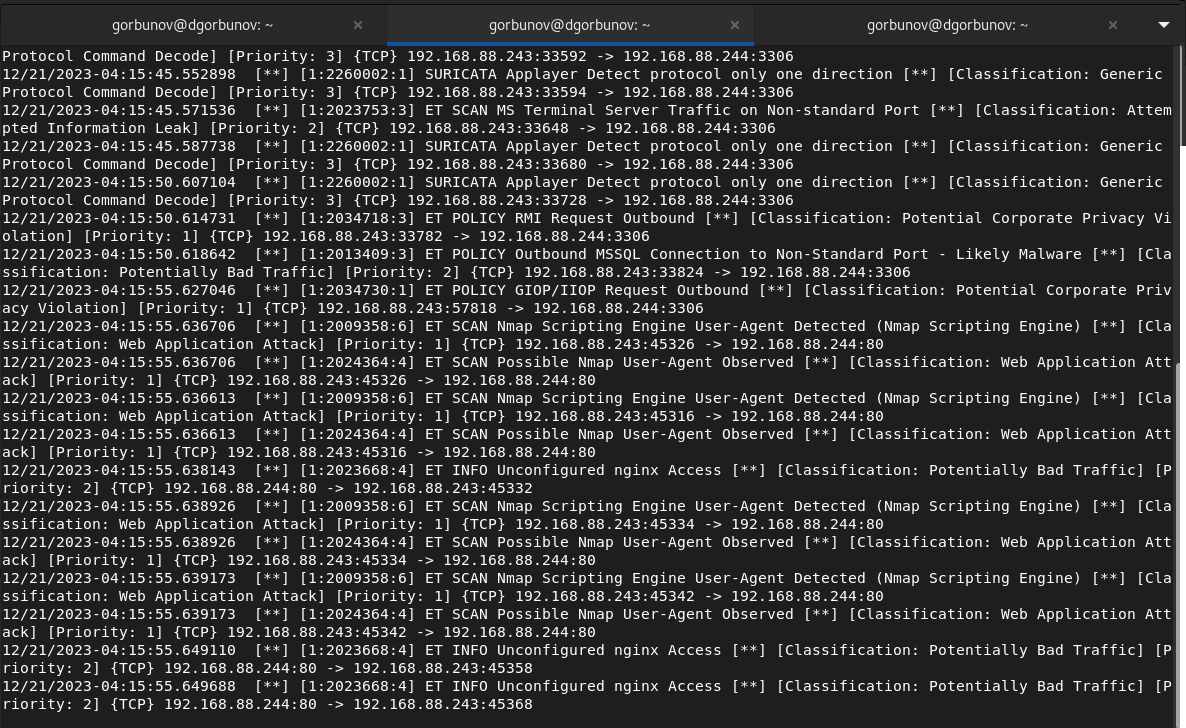 gorbunov@dgorbunov: ~ × gorbunov@dgorbunov: ~ × gorbunov@dgorbunov: ~ ×
Protocol Command Decode] [Priority: 3] {TCP} 192.168.88.243:33592 -> 192.168.88.244:3306
12/21/2023-04:15:45.552898  [**] [1:2260002:1] SURICATA Applayer Detect protocol only one direction [**] [Classification: Generic
Protocol Command Decode] [Priority: 3] {TCP} 192.168.88.243:33594 -> 192.168.88.244:3306
12/21/2023-04:15:45.571536  [**] [1:2023753:3] ET SCAN MS Terminal Server Traffic on Non-standard Port [**] [Classification: Attem
pted Information Leak] [Priority: 2] {TCP} 192.168.88.243:33648 -> 192.168.88.244:3306
12/21/2023-04:15:45.587738  [**] [1:2260002:1] SURICATA Applayer Detect protocol only one direction [**] [Classification: Generic
Protocol Command Decode] [Priority: 3] {TCP} 192.168.88.243:33680 -> 192.168.88.244:3306
12/21/2023-04:15:50.607104  [**] [1:2260002:1] SURICATA Applayer Detect protocol only one direction [**] [Classification: Generic
Protocol Command Decode] [Priority: 3] {TCP} 192.168.88.243:33728 -> 192.168.88.244:3306
12/21/2023-04:15:50.614731  [**] [1:2034718:3] ET POLICY RMI Request Outbound [**] [Classification: Potential Corporate Privacy Vi
olation] [Priority: 1] {TCP} 192.168.88.243:33782 -> 192.168.88.244:3306
12/21/2023-04:15:50.618642  [**] [1:2013409:3] ET POLICY Outbound MSSQL Connection to Non-Standard Port - Likely Malware [**] [Cla
ssification: Potentially Bad Traffic] [Priority: 2] {TCP} 192.168.88.243:33824 -> 192.168.88.244:3306
12/21/2023-04:15:50.627046  [**] [1:2034730:1] ET POLICY GIOP/IIOP Request Outbound [**] [Classification: Potential Corporate Priv
acy Violation] [Priority: 1] {TCP} 192.168.88.243:57818 -> 192.168.88.244:3306
12/21/2023-04:15:55.636706  [**] [1:2009358:6] ET SCAN Nmap Scripting Engine User-Agent Detected (Nmap Scripting Engine) [**] [Cla
ssification: Web Application Attack] [Priority: 1] {TCP} 192.168.88.243:45326 -> 192.168.88.244:80
12/21/2023-04:15:55.636706  [**] [1:2024364:4] ET SCAN Possible Nmap User-Agent Observed [**] [Classification: Web Application Att
ack] [Priority: 1] {TCP} 192.168.88.243:45326 -> 192.168.88.244:80
12/21/2023-04:15:55.636613  [**] [1:2009358:6] ET SCAN Nmap Scripting Engine User-Agent Detected (Nmap Scripting Engine) [**] [Cla
ssification: Web Application Attack] [Priority: 1] {TCP} 192.168.88.243:45316 -> 192.168.88.244:80
12/21/2023-04:15:55.636613  [**] [1:2024364:4] ET SCAN Possible Nmap User-Agent Observed [**] [Classification: Web Application Att
ack] [Priority: 1] {TCP} 192.168.88.243:45316 -> 192.168.88.244:80
12/21/2023-04:15:55.638143  [**] [1:2023668:4] ET INFO Unconfigured nginx Access [**] [Classification: Potentially Bad Traffic] [P
riority: 2] {TCP} 192.168.88.244:80 -> 192.168.88.243:45332
12/21/2023-04:15:55.638926  [**] [1:2009358:6] ET SCAN Nmap Scripting Engine User-Agent Detected (Nmap Scripting Engine) [**] [Cla
ssification: Web Application Attack] [Priority: 1] {TCP} 192.168.88.243:45334 -> 192.168.88.244:80
12/21/2023-04:15:55.638926  [**] [1:2024364:4] ET SCAN Possible Nmap User-Agent Observed [**] [Classification: Web Application Att
ack] [Priority: 1] {TCP} 192.168.88.243:45334 -> 192.168.88.244:80
12/21/2023-04:15:55.639173  [**] [1:2009358:6] ET SCAN Nmap Scripting Engine User-Agent Detected (Nmap Scripting Engine) [**] [Cla
ssification: Web Application Attack] [Priority: 1] {TCP} 192.168.88.243:45342 -> 192.168.88.244:80
12/21/2023-04:15:55.639173  [**] [1:2024364:4] ET SCAN Possible Nmap User-Agent Observed [**] [Classification: Web Application Att
ack] [Priority: 1] {TCP} 192.168.88.243:45342 -> 192.168.88.244:80
12/21/2023-04:15:55.649110  [**] [1:2023668:4] ET INFO Unconfigured nginx Access [**] [Classification: Potentially Bad Traffic] [P
riority: 2] {TCP} 192.168.88.244:80 -> 192.168.88.243:45358
12/21/2023-04:15:55.649688  [**] [1:2023668:4] ET INFO Unconfigured nginx Access [**] [Classification: Potentially Bad Traffic] [P
riority: 2] {TCP} 192.168.88.244:80 -> 192.168.88.243:45368